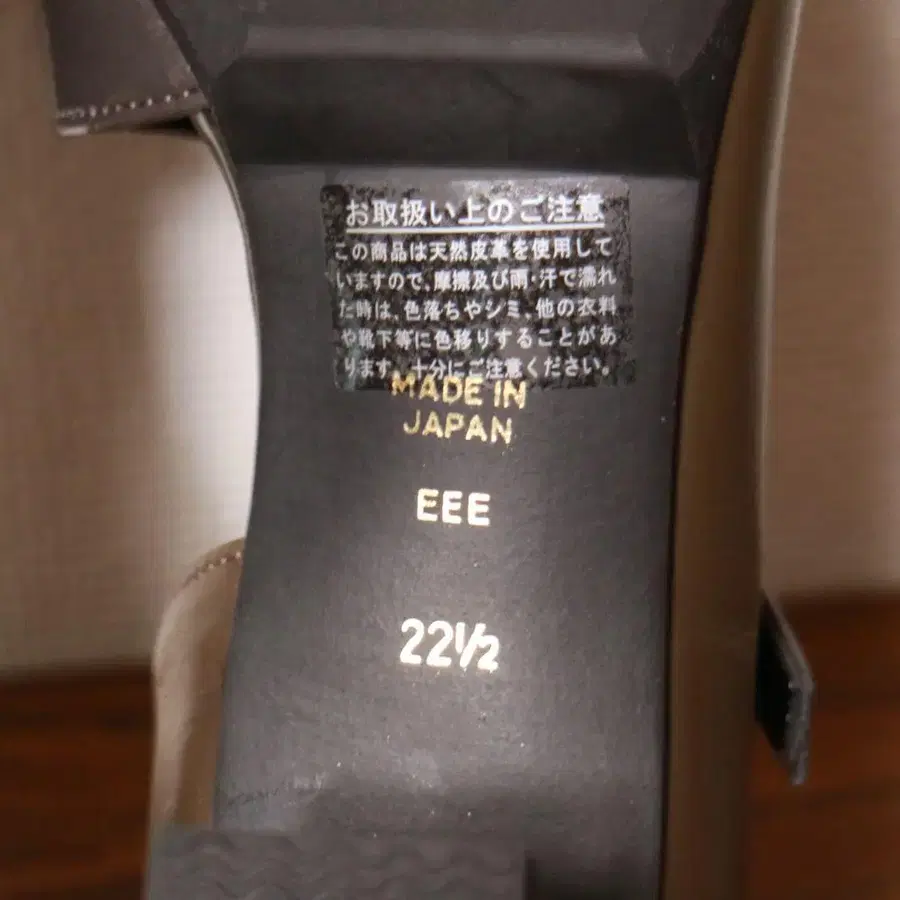 お取扱い上のご注意
この商品は天然皮革を使用して
いますので、摩擦及び雨・汗で濡れ
た時は、色落ちやシミ、他の衣料
や靴下等に色移りすることがあ
ります。十分にご注意ください。
MADE IN
JAPAN
EEE
22½